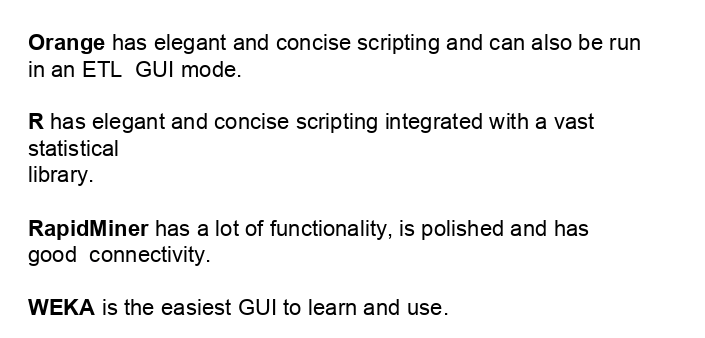 Orange has elegant and concise scripting and can also be run
in an ETL  GUI mode.
R has elegant and concise scripting integrated with a vast
statistical
library.
RapidMiner has a lot of functionality, is polished and has
good  connectivity.
WEKA is the easiest GUI to learn and use.